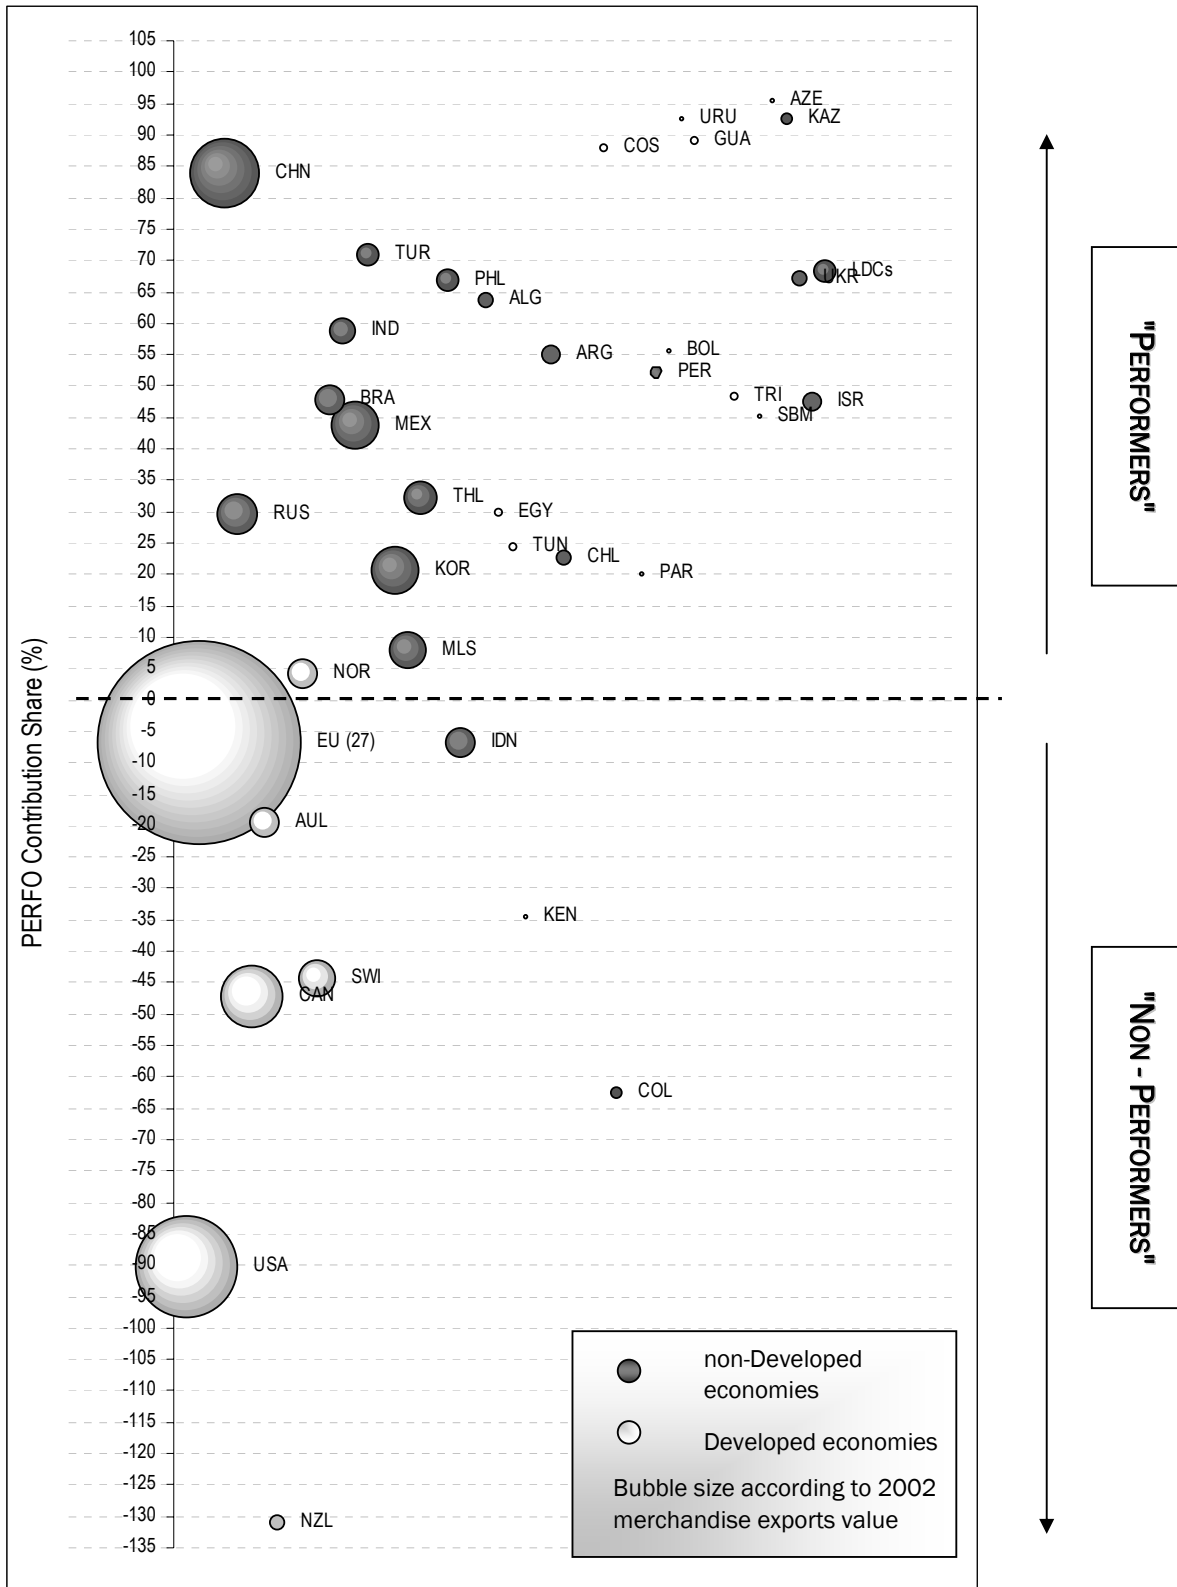 105
100
95
90
85
80
75
70
65
60
55
50
45
40
35
30
25
20
15
10
5
0
-5
-10
-15
-20
-25
-30
-35
-40
-45
-50
-55
-60
-65
-70
-75
-80
-85
-90
-95
-100
-105
-110
-115
-120
-125
-130
-135
PERFO Contribution Share (%)
AZE
URU
KAZ
COS
GUA
CHN
TUR
PHL
LDCs
UKR
ALG
IND
ARG
BOL
PER
BRA
TRI
ISR
MEX
SBM
THL
RUS
EGY
TUN
CHL
KOR
PAR
MLS
NOR
EU (27)
IDN
AUL
KEN
SWI
CAN
COL
USA
NZL
"PERFORMERS"
"NON - PERFORMERS"
non-Developed
economies
Developed economies
Bubble size according to 2002
merchandise exports value